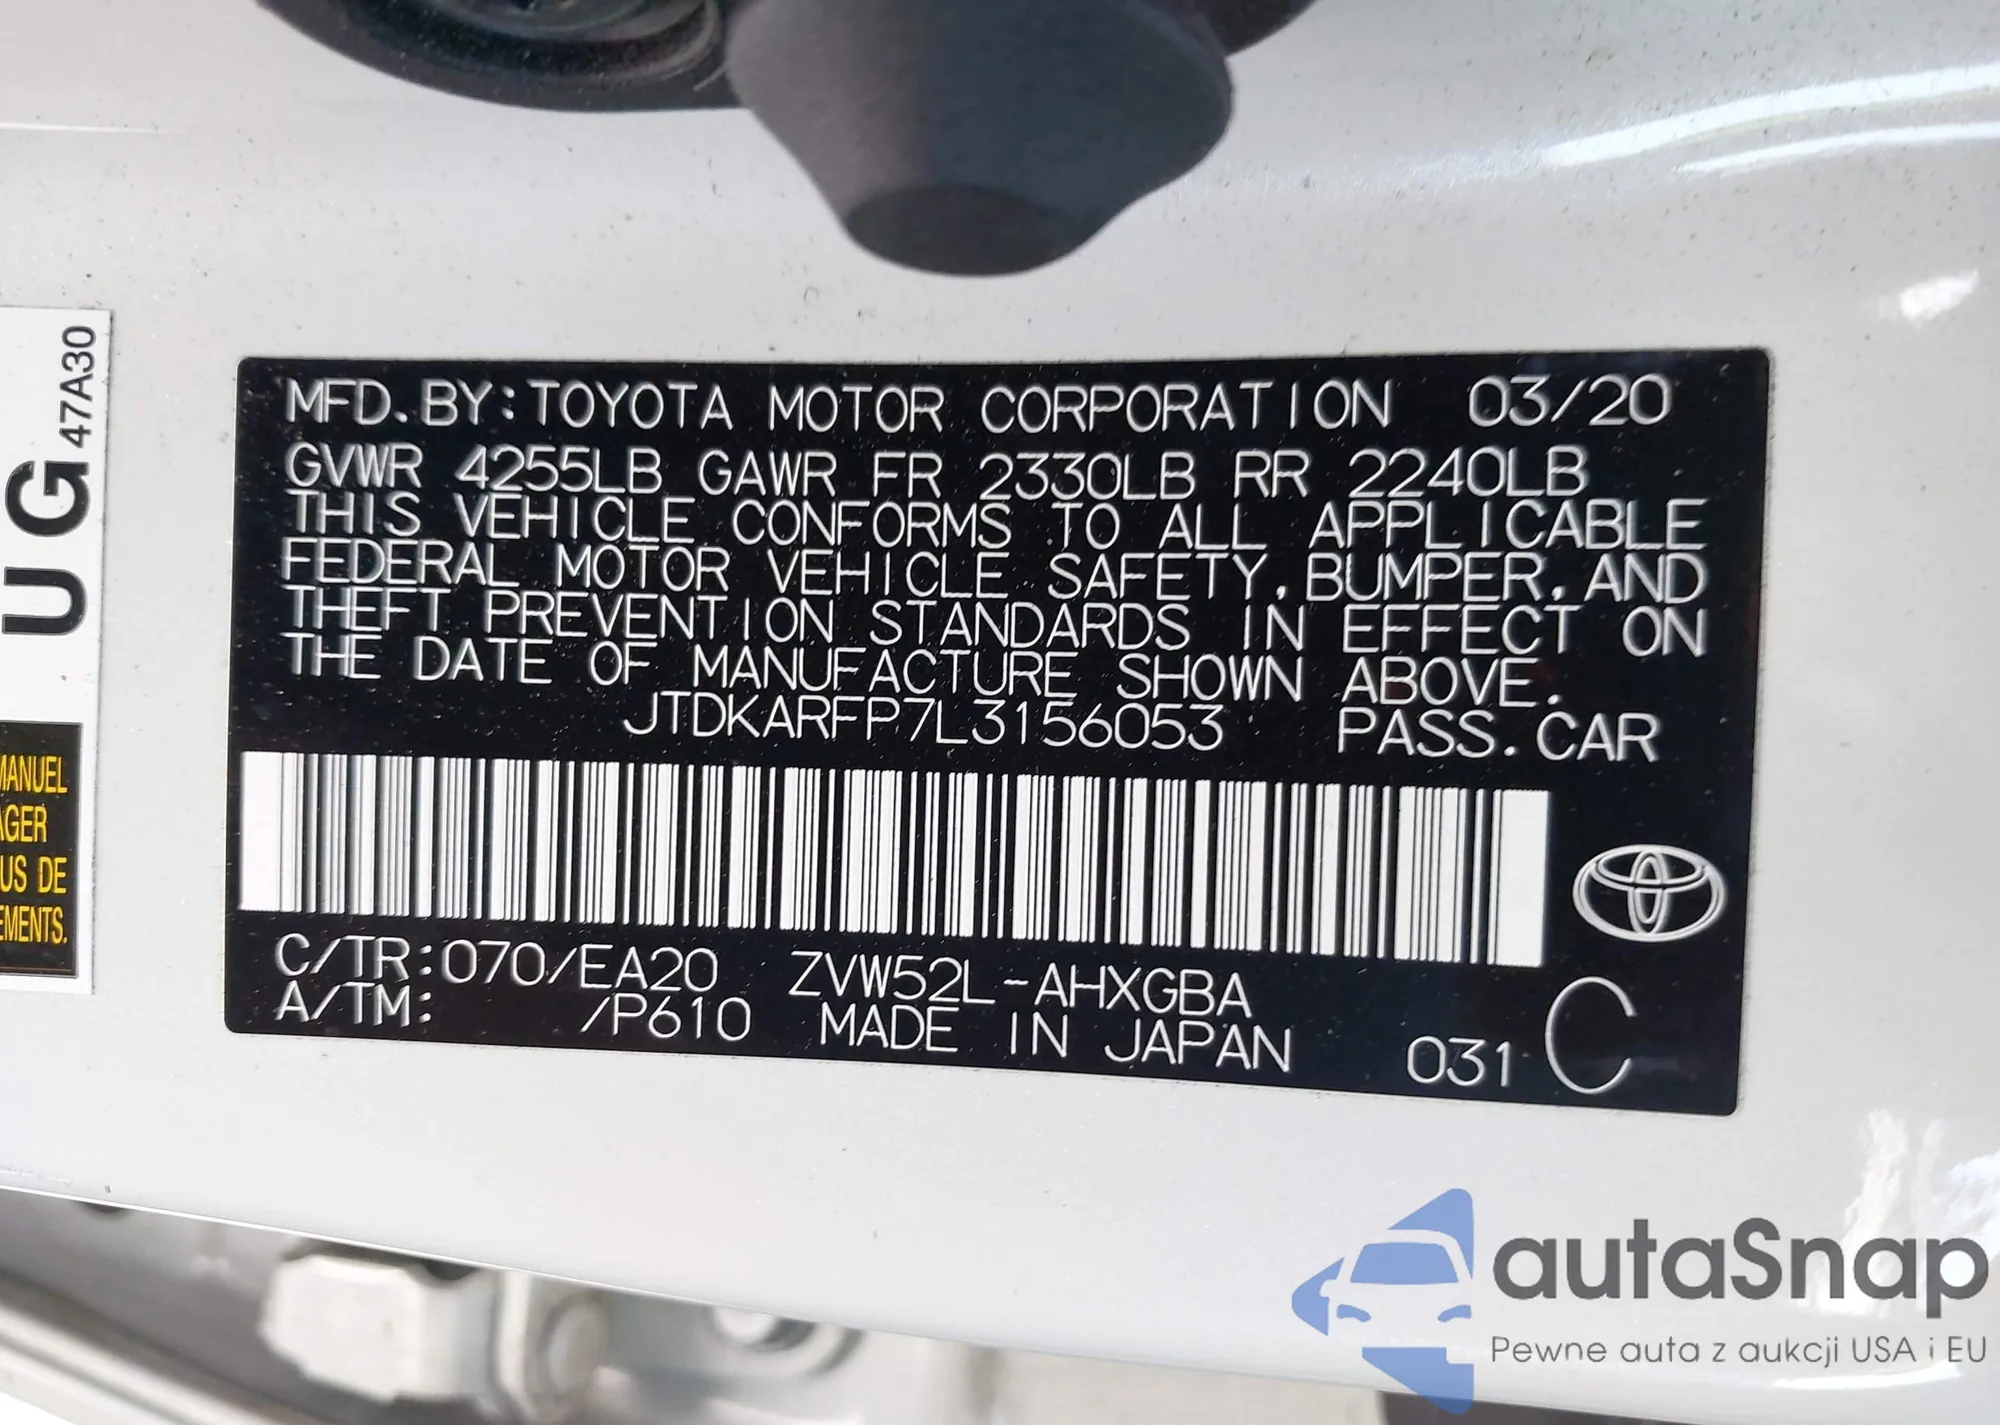 47A30
UG
MANUEL
AGER
US DE
EMENTS.
MFD. BY: TOYOTA MOTOR CORPORATION 03/20
GVWR 4255LB GAWR FR 2330LB RR 2240LB
THIS VEHICLE CONFORMS TO ALL APPLICABLE
FEDERAL MOTOR VEHICLE SAFETY, BUMPER, AND
THEFT PREVENTION STANDARDS IN EFFECT ON
THE DATE OF MANUFACTURE SHOWN ABOVE.
JTDKARFP7L3156053 PASS. CAR
C/TR: 070/EA20 ZVW52L-AHXGBA
A/TM: /P610 MADE IN JAPAN 031 C
autaSnap
Pewne auta z aukcji USA i EU